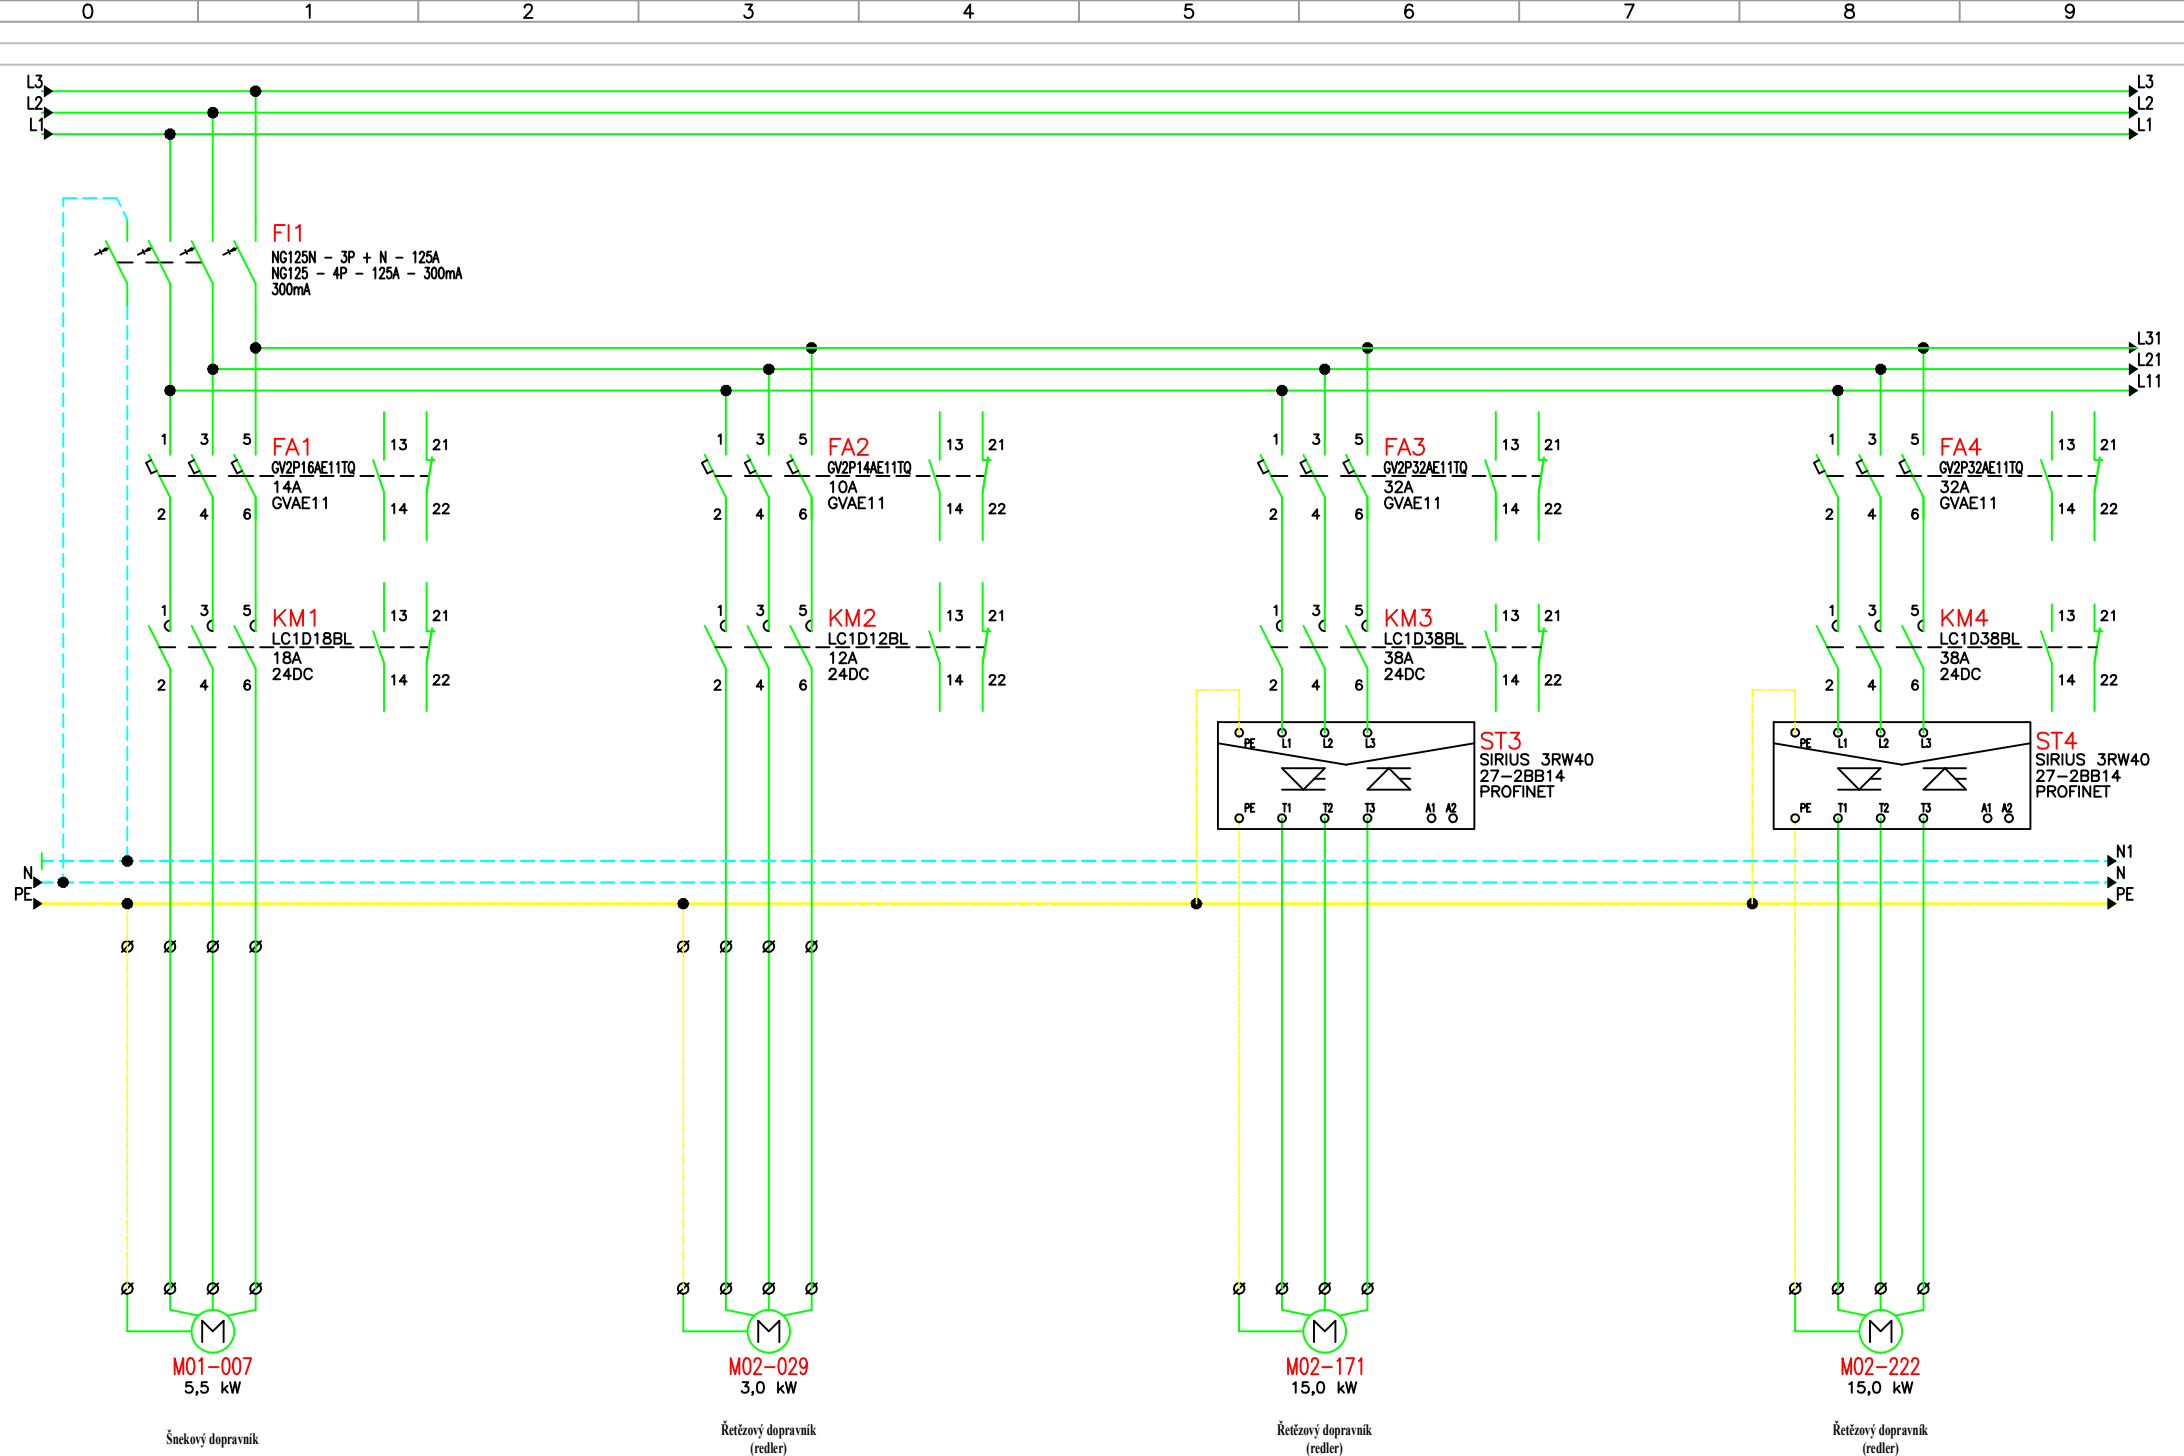 0 1 2 3 4 5 6 7 8 9
L3 L3
L2 L2
L1 L1
FI1
NG125N - 3P + N - 125A
NG125 - 4P - 125A - 300mA
300mA
L31
L21
L11
1 3 5 FA1 13 21
GV2P16AE11TQ
14A
GVAE11
2 4 6 14 22
1 3 5 FA2 13 21
GV2P14AE11TQ
10A
GVAE11
2 4 6 14 22
1 3 5 FA3 13 21
GV2P32AE11TQ
32A
GVAE11
2 4 6 14 22
1 3 5 FA4 13 21
GV2P32AE11TQ
32A
GVAE11
2 4 6 14 22
1 3 5 KM1 13 21
LC1D18BL
18A
24DC
2 4 6 14 22
1 3 5 KM2 13 21
LC1D12BL
12A
24DC
2 4 6 14 22
1 3 5 KM3 13 21
LC1D38BL
38A
24DC
2 4 6 14 22
1 3 5 KM4 13 21
LC1D38BL
38A
24DC
2 4 6 14 22
PE L1 L2 L3
ST3
SIRIUS 3RW40
27-2BB14
PROFINET
PE T1 T2 T3 A1 A2
PE L1 L2 L3
ST4
SIRIUS 3RW40
27-2BB14
PROFINET
PE T1 T2 T3 A1 A2
N1
N N
PE PE
M M M M
M01-007
5,5 kW
Šnekový dopravník
M02-029
3,0 kW
Řetězový dopravník
(redler)
M02-171
15,0 kW
Řetězový dopravník
(redler)
M02-222
15,0 kW
Řetězový dopravník
(redler)